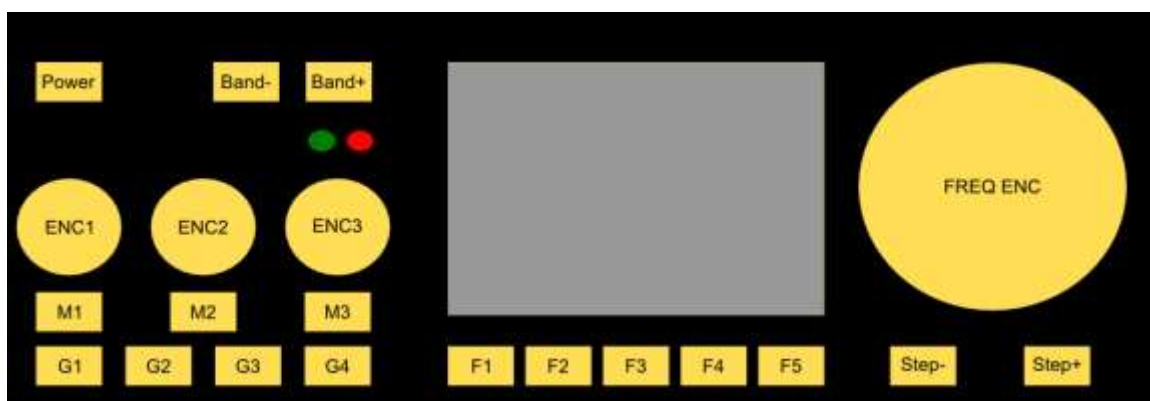 Power Band- Band+
FREQ ENC
ENC1 ENC2 ENC3
M1 M2 M3
G1 G2 G3 G4 F1 F2 F3 F4 F5 Step- Step+